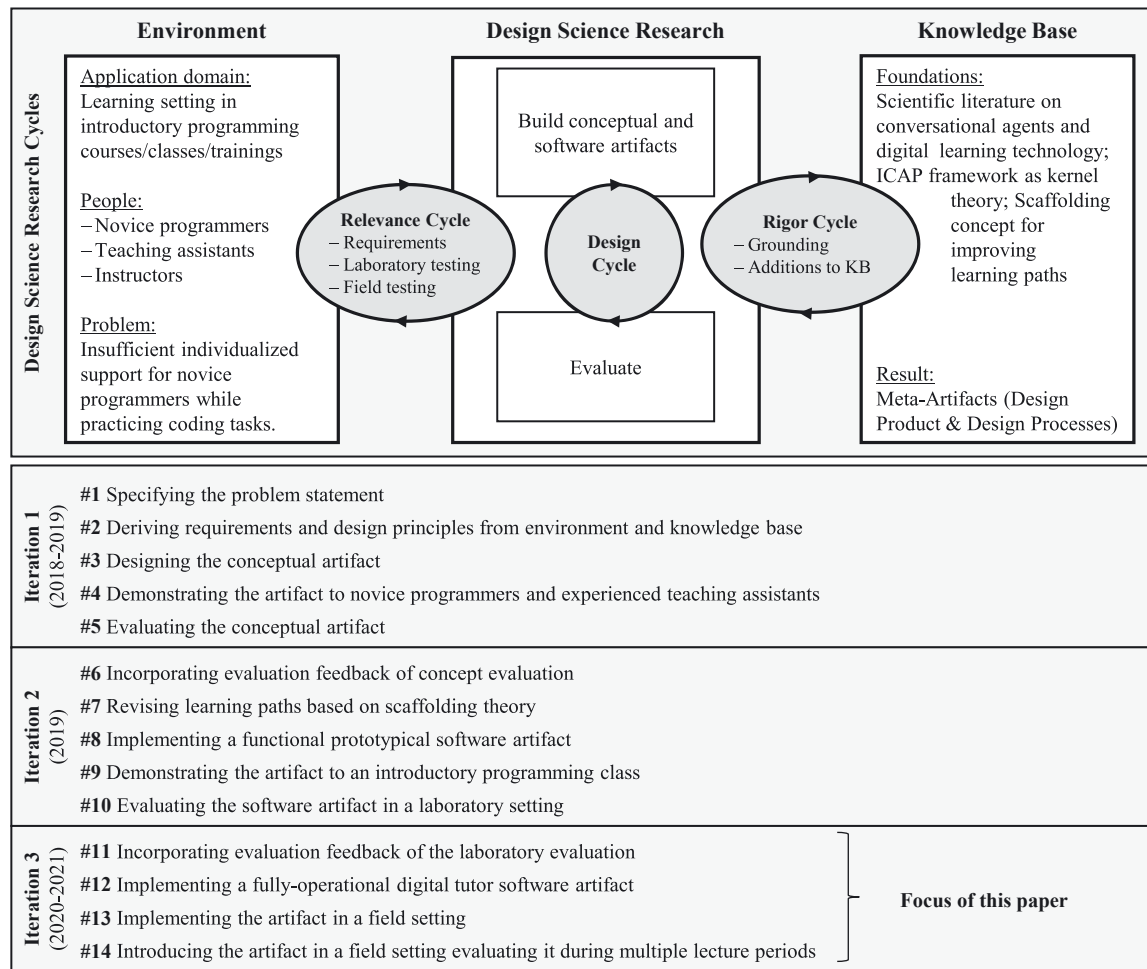 Environment
Design Science Research
Knowledge Base
Design Science Research Cycles
Application domain:
Learning setting in
introductory programming
courses/classes/trainings
People:
– Novice programmers
– Teaching assistants
– Instructors
Problem:
Insufficient individualized
support for novice
programmers while
practicing coding tasks.
Relevance Cycle
– Requirements
– Laboratory testing
– Field testing
Build conceptual and
software artifacts
Design
Cycle
Evaluate
Rigor Cycle
– Grounding
– Additions to KB
Foundations:
Scientific literature on
conversational agents and
digital learning technology;
ICAP framework as kernel
theory; Scaffolding
concept for
improving
learning paths
Result:
Meta-Artifacts (Design
Product & Design Processes)
Iteration 1
(2018-2019)
#1 Specifying the problem statement
#2 Deriving requirements and design principles from environment and knowledge base
#3 Designing the conceptual artifact
#4 Demonstrating the artifact to novice programmers and experienced teaching assistants
#5 Evaluating the conceptual artifact
Iteration 2
(2019)
#6 Incorporating evaluation feedback of concept evaluation
#7 Revising learning paths based on scaffolding theory
#8 Implementing a functional prototypical software artifact
#9 Demonstrating the artifact to an introductory programming class
#10 Evaluating the software artifact in a laboratory setting
Iteration 3
(2020-2021)
#11 Incorporating evaluation feedback of the laboratory evaluation
#12 Implementing a fully-operational digital tutor software artifact
#13 Implementing the artifact in a field setting
#14 Introducing the artifact in a field setting evaluating it during multiple lecture periods
Focus of this paper